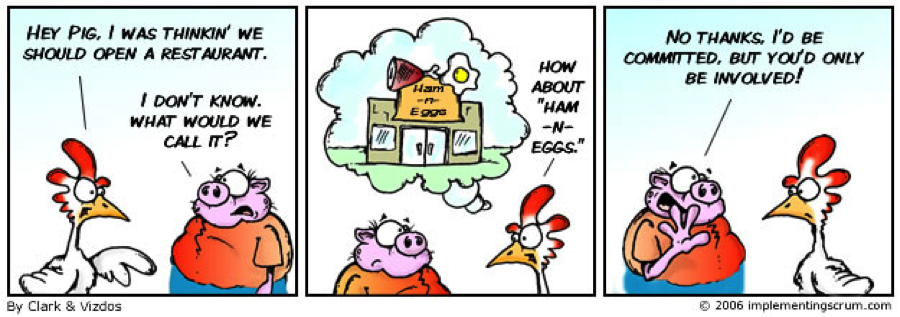 HEY PIG, I WAS THINKIN' WE
SHOULD OPEN A RESTAURANT.
I DON'T KNOW.
WHAT WOULD WE
CALL IT?
Ham
-n-
Eggs
HOW
ABOUT
"HAM
-N-
EGGS."
NO THANKS, I'D BE
COMMITTED, BUT YOU'D ONLY
BE INVOLVED!
By Clark & Vizdos
© 2006 implementingscrum.com